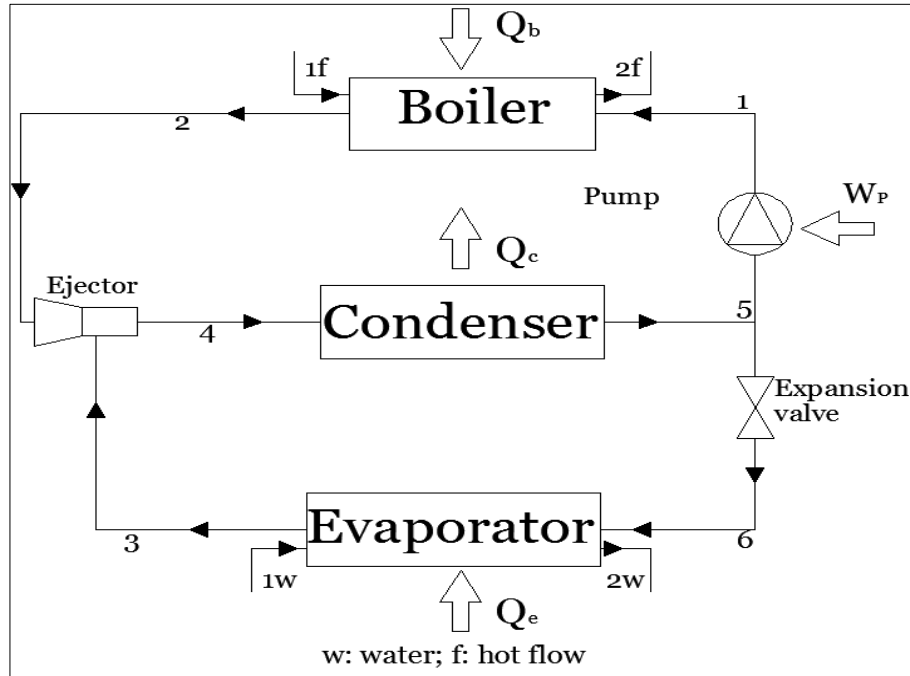 Qb
1f
2f
Boiler
1
2
Pump
WP
Qc
Ejector
Condenser
5
4
Expansion
valve
Evaporator
3
6
1w
2w
Qe
w: water; f: hot flow